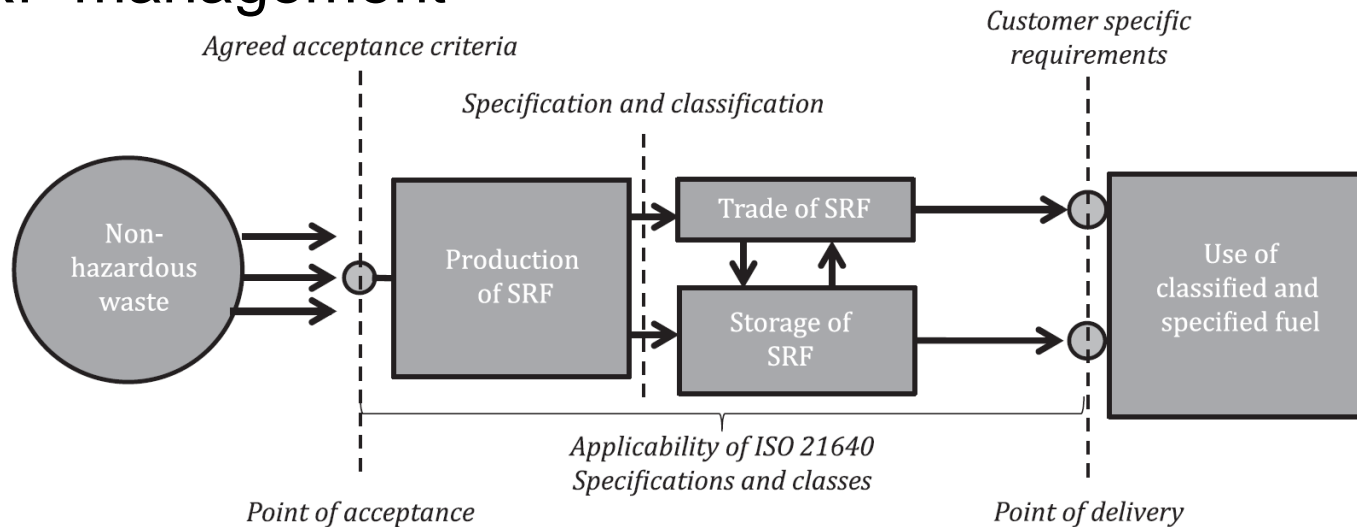 management
Customer specific
requirements
Agreed acceptance criteria
Specification and classification
Non-
hazardous
waste
Production
of SRF
Trade of SRF
Storage of
SRF
Use of
classified and
specified fuel
Applicability of ISO 21640
Specifications and classes
Point of acceptance
Point of delivery